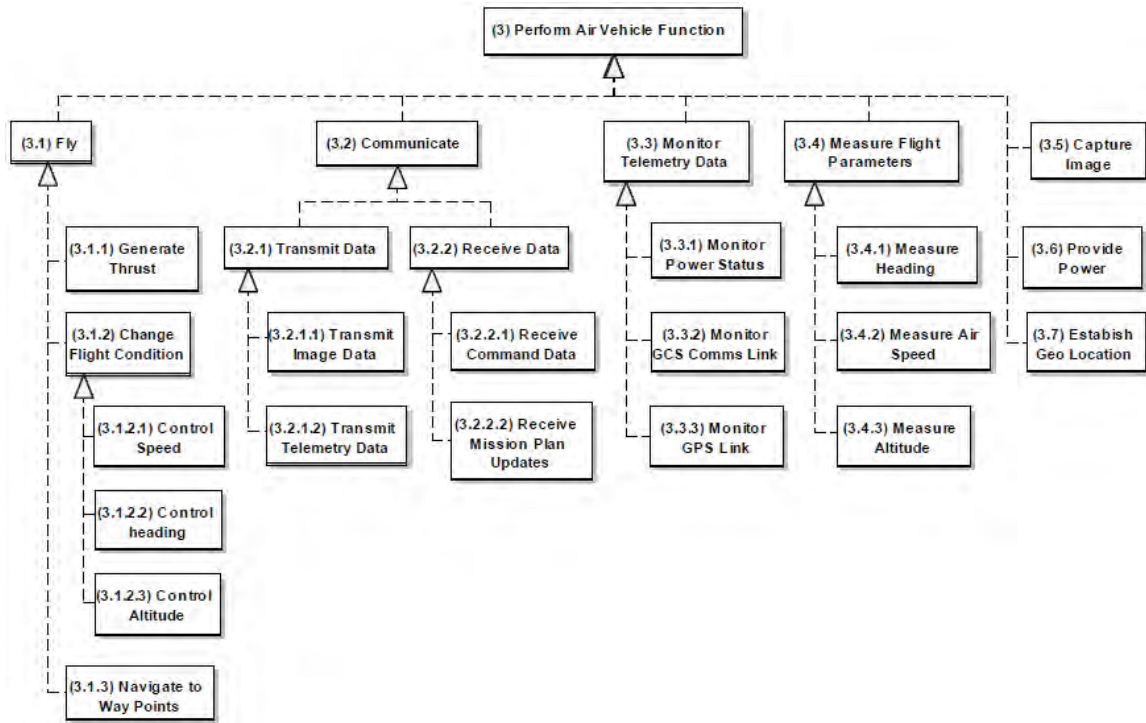 (3) Perform Air Vehicle Function
(3.1) Fly
(3.2) Communicate
(3.3) Monitor
Telemetry Data
(3.4) Measure Flight
Parameters
(3.5) Capture
Image
(3.1.1) Generate
Thrust
(3.2.1) Transmit Data
(3.2.2) Receive Data
(3.3.1) Monitor
Power Status
(3.4.1) Measure
Heading
(3.6) Provide
Power
(3.1.2) Change
Flight Condition
(3.2.1.1) Transmit
Image Data
(3.2.2.1) Receive
Command Data
(3.3.2) Monitor
GCS Comms Link
(3.4.2) Measure Air
Speed
(3.7) Estabish
Geo Location
(3.1.2.1) Control
Speed
(3.2.1.2) Transmit
Telemetry Data
(3.2.2.2) Receive
Mission Plan
Updates
(3.3.3) Monitor
GPS Link
(3.4.3) Measure
Altitude
(3.1.2.2) Control
heading
(3.1.2.3) Control
Altitude
(3.1.3) Navigate to
Way Points